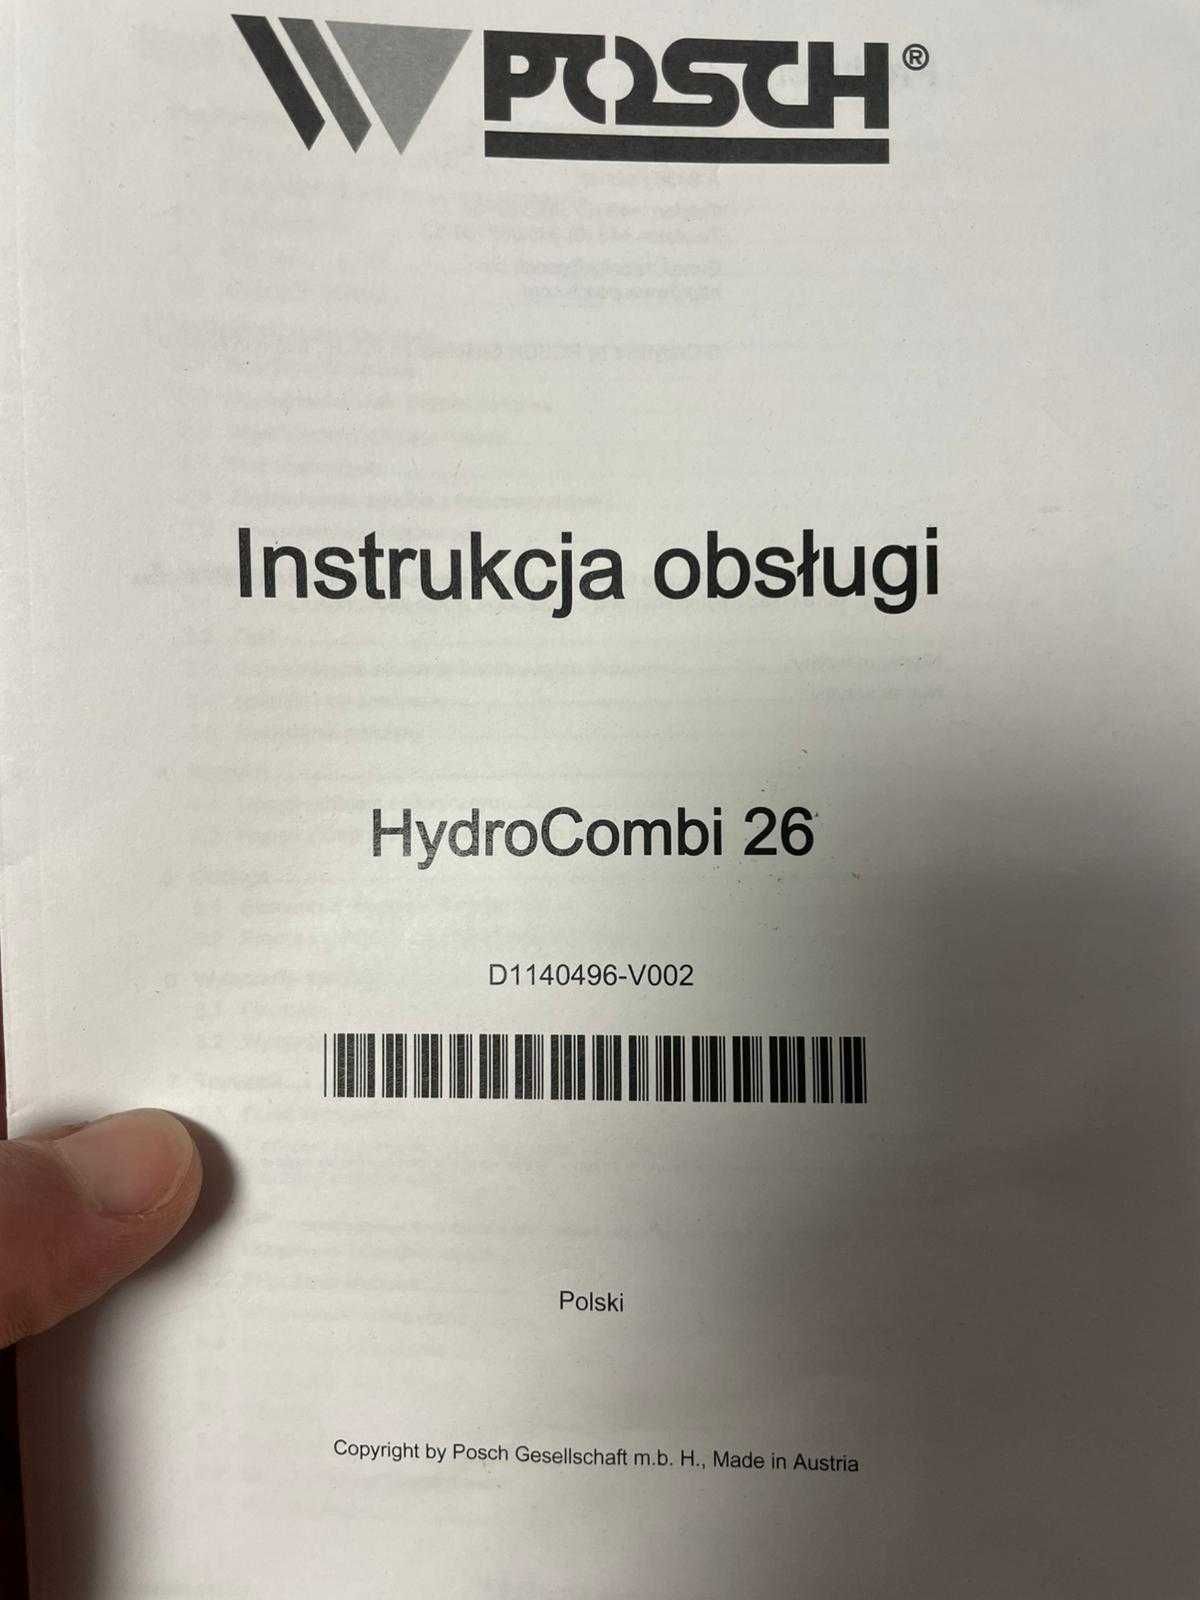 POSCH®
Instrukcja obsługi
HydroCombi 26
D1140496-V002
Polski
Copyright by Posch Gesellschaft m.b. H., Made in Austria